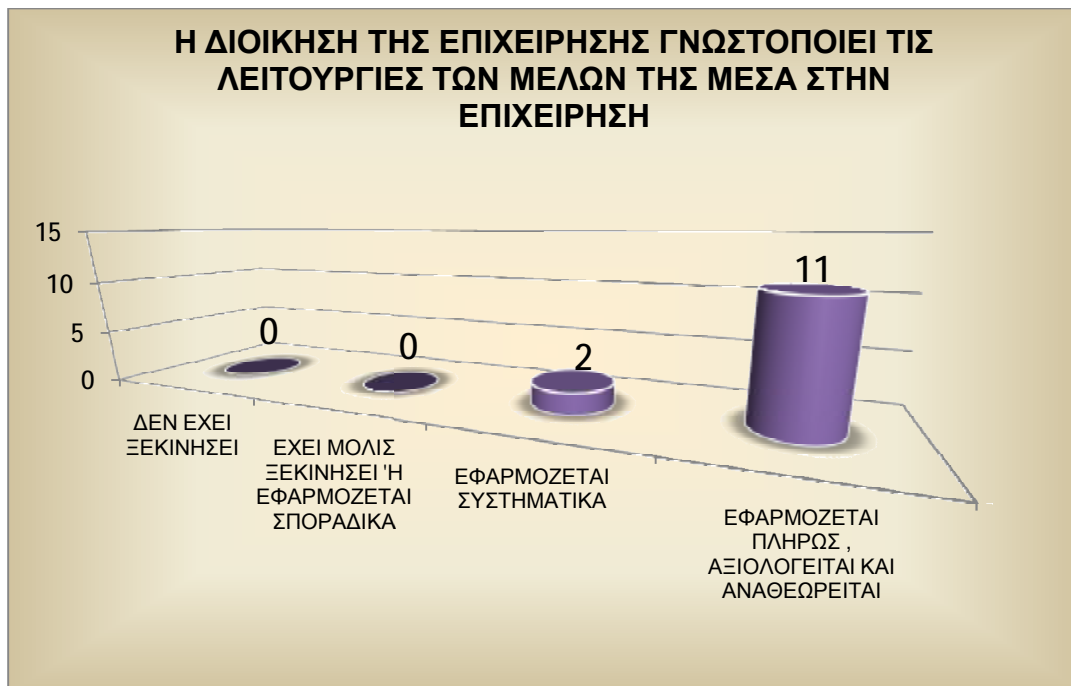 Η ΔΙΟΙΚΗΣΗ ΤΗΣ ΕΠΙΧΕΙΡΗΣΗΣ ΓΝΩΣΤΟΠΟΙΕΙ ΤΙΣ
ΛΕΙΤΟΥΡΓΙΕΣ ΤΩΝ ΜΕΛΩΝ ΤΗΣ ΜΕΣΑ ΣΤΗΝ
ΕΠΙΧΕΙΡΗΣΗ
15
10
5
0
0
0
2
11
ΔΕΝ ΕΧΕΙ
ΞΕΚΙΝΗΣΕΙ
ΕΧΕΙ ΜΟΛΙΣ
ΞΕΚΙΝΗΣΕΙ 'Η
ΕΦΑΡΜΟΖΕΤΑΙ
ΣΠΟΡΑΔΙΚΑ
ΕΦΑΡΜΟΖΕΤΑΙ
ΣΥΣΤΗΜΑΤΙΚΑ
ΕΦΑΡΜΟΖΕΤΑΙ
ΠΛΗΡΩΣ ,
ΑΞΙΟΛΟΓΕΙΤΑΙ ΚΑΙ
ΑΝΑΘΕΩΡΕΙΤΑΙ